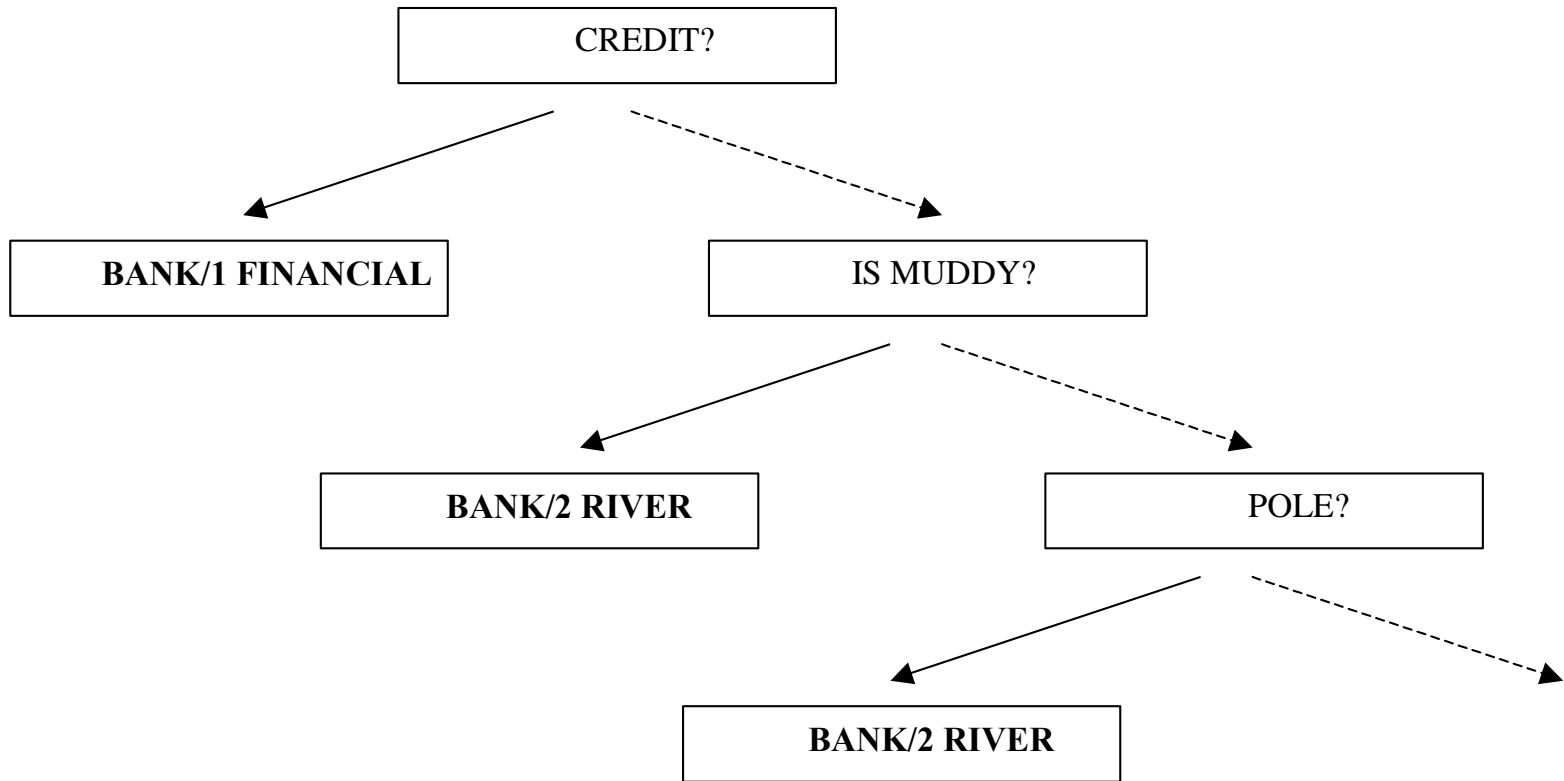 CREDIT?
BANK/1 FINANCIAL
IS MUDDY?
BANK/2 RIVER
POLE?
BANK/2 RIVER